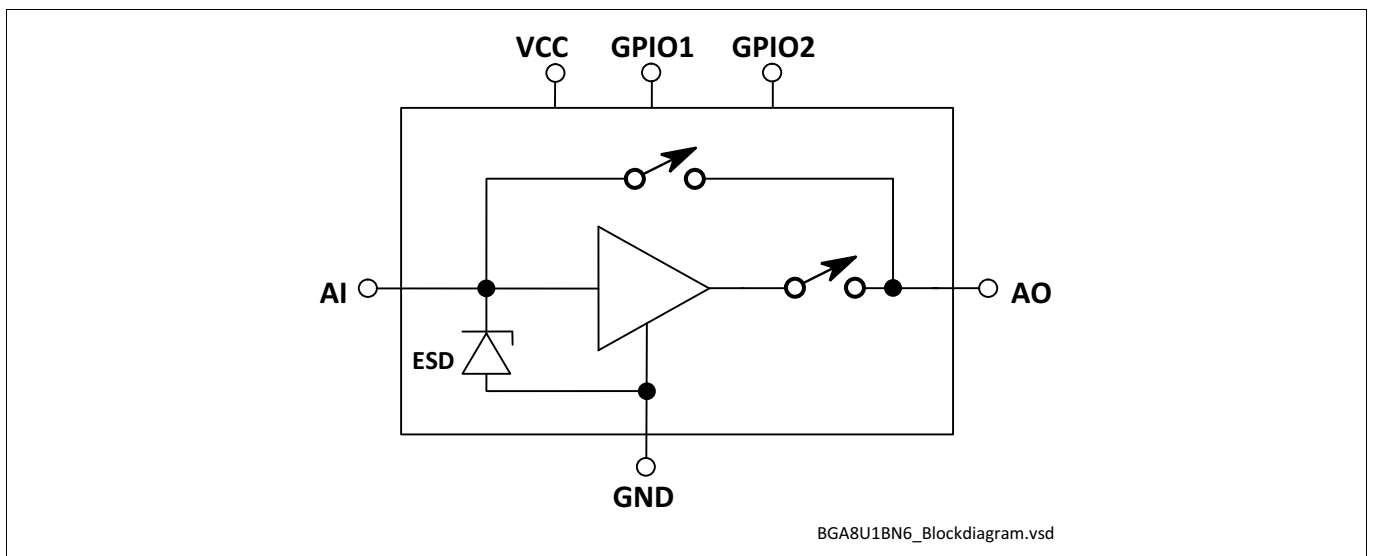 VCC GPIO1 GPIO2
AI
AO
ESD
GND
BGA8U1BN6_Blockdiagram.vsd